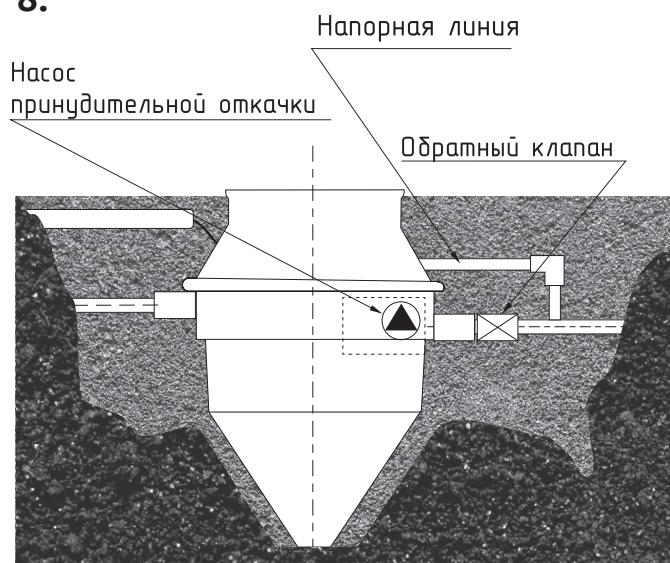 8.
Напорная линия
Насос
принудительной откачки
Обратный клапан